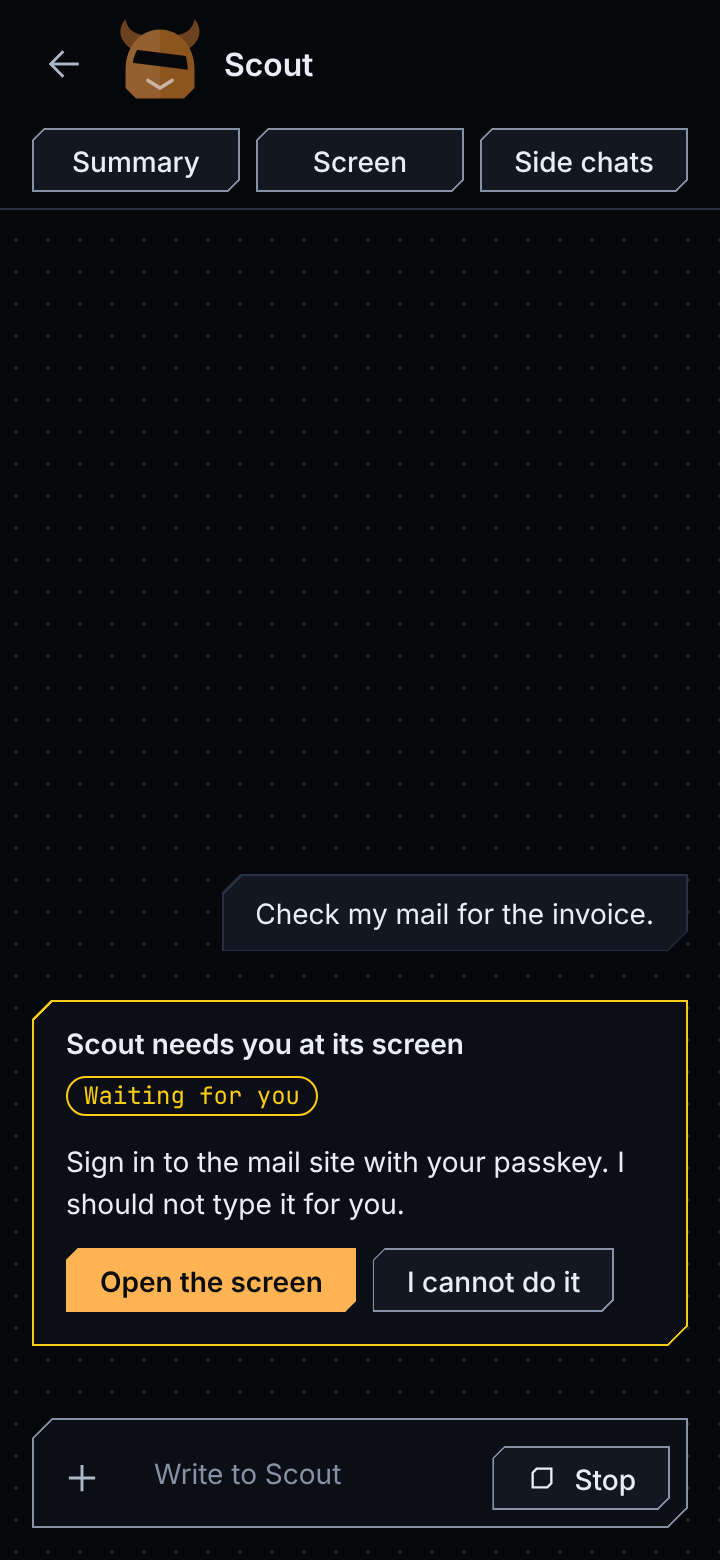 Scout
Summary
Screen
Side chats
Check my mail for the invoice.
Scout needs you at its screen
Waiting for you
Sign in to the mail site with your passkey. I
should not type it for you.
Open the screen
I cannot do it
Write to Scout
Stop